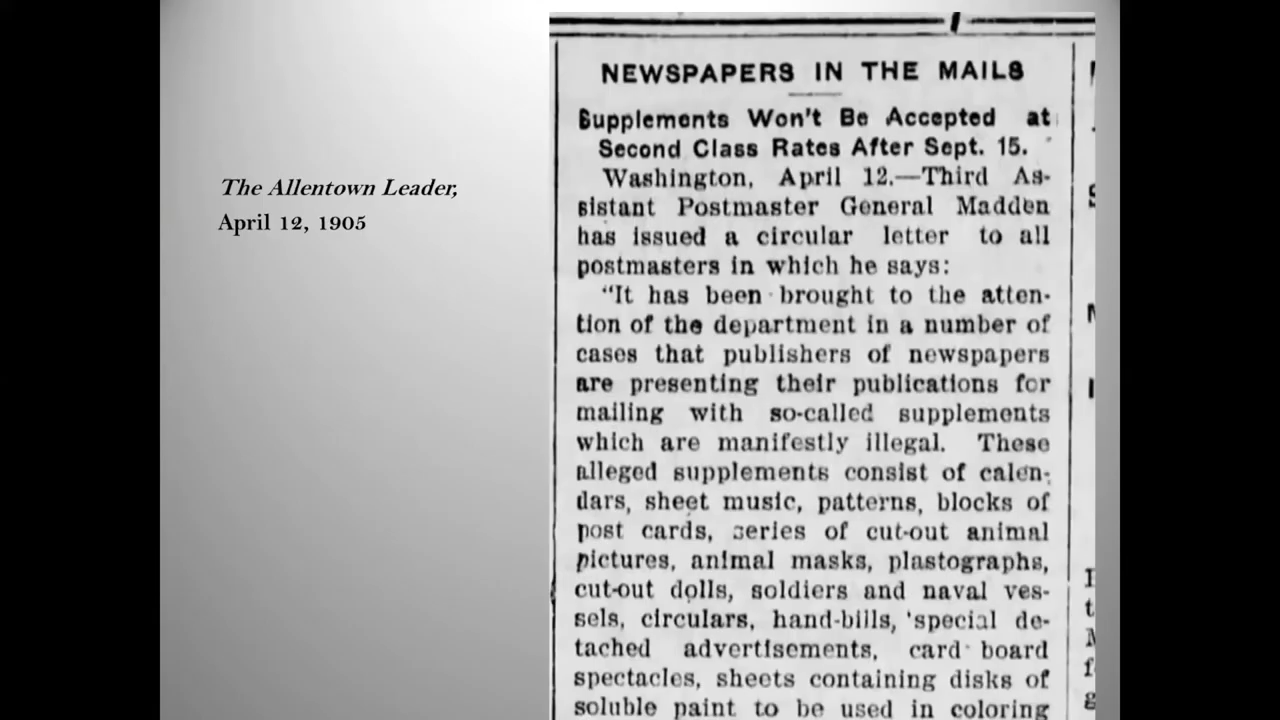 The Allentown Leader,
April 12, 1905
NEWSPAPERS IN THE MAILS
Supplements Won't Be Accepted at
Second Class Rates After Sept. 15.
Washington, April 12.—Third As-
sistant Postmaster General Madden
has issued a circular letter to all
postmasters in which he says:
"It has been brought to the atten-
tion of the department in a number of
cases that publishers of newspapers
are presenting their publications for
mailing with so-called supplements
which are manifestly illegal. These
alleged supplements consist of calen-
dars, sheet music, patterns, blocks of
post cards, series of cut-out animal
pictures, animal masks, plastographs,
cut-out dolls, soldiers and naval ves-
sels, circulars, hand-bills, special de-
tached advertisements, card board
spectacles, sheets containing disks of
soluble paint to be used in coloring